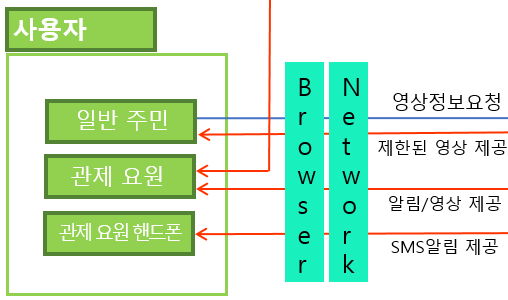 사용자
일반 주민
관제 요원
관제 요원 핸드폰
Browser
Network
영상정보요청
제한된 영상 제공
알림/영상 제공
SMS알림 제공